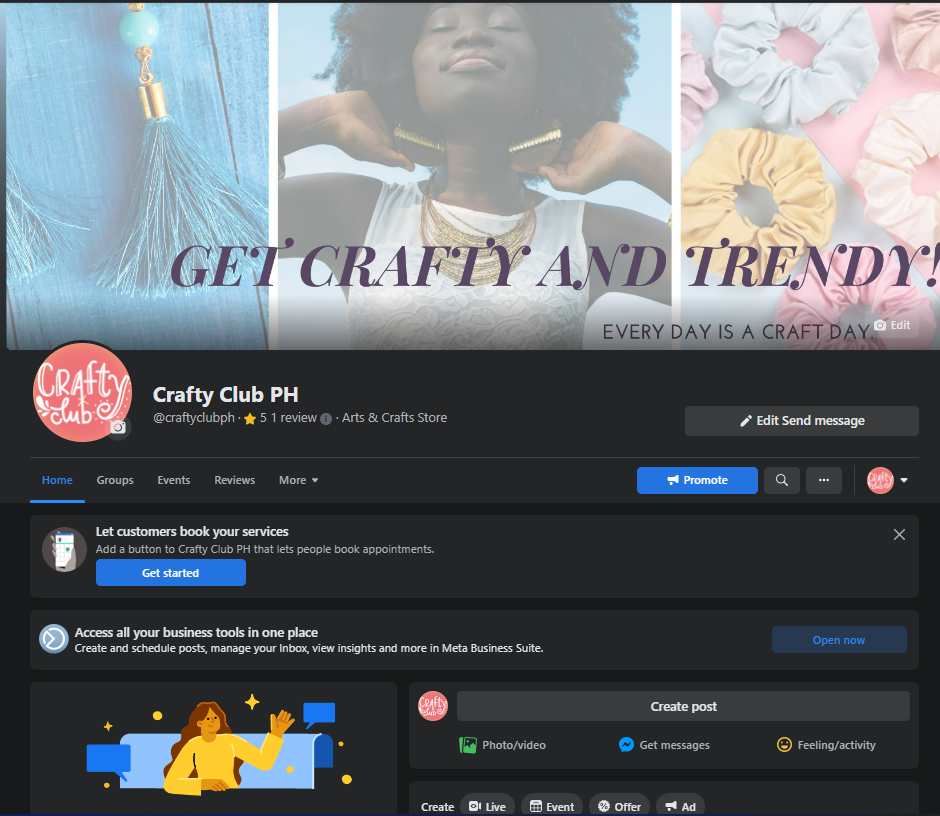 GET CRAFTY AND TRENDY!
EVERY DAY IS A CRAFT DAY.
Edit
CRAfty
club
Crafty Club PH
@craftyclubph · 5 1 review · Arts & Crafts Store
Edit Send message
Home Groups Events Reviews More
Promote
Let customers book your services
Add a button to Crafty Club PH that lets people book appointments.
Get started
Access all your business tools in one place
Create and schedule posts, manage your Inbox, view insights and more in Meta Business Suite.
Open now
Create post
Photo/video Get messages Feeling/activity
Create Live Event Offer Ad